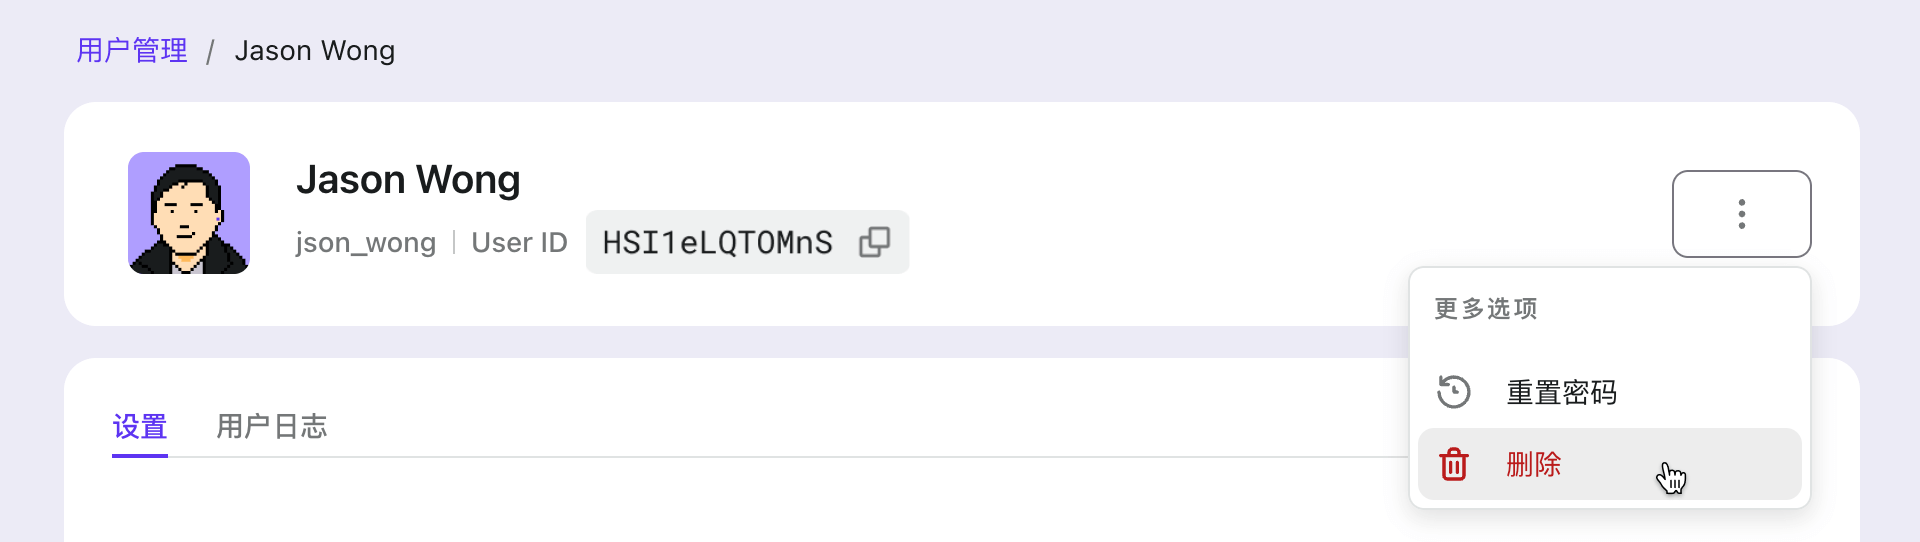 用户管理 / Jason Wong
Jason Wong
json_wong | User ID HSI1eLQTOMnS
更多选项
重置密码
删除
设置 用户日志